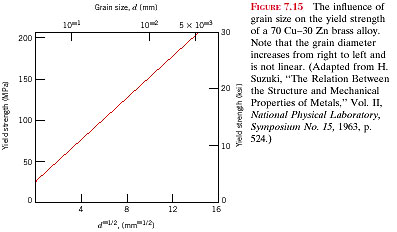 Grain size, d (mm)
10⁻¹ 10⁻² 5 × 10⁻³
200
150
100
50
0
Yield strength (MPa)
30
20
10
0
Yield strength (ksi)
4 8 12 16
d⁻¹/², (mm⁻¹/²)
FIGURE 7.15 The influence of
grain size on the yield strength
of a 70 Cu–30 Zn brass alloy.
Note that the grain diameter
increases from right to left and
is not linear. (Adapted from H.
Suzuki, “The Relation Between
the Structure and Mechanical
Properties of Metals,” Vol. II,
National Physical Laboratory,
Symposium No. 15, 1963, p.
524.)